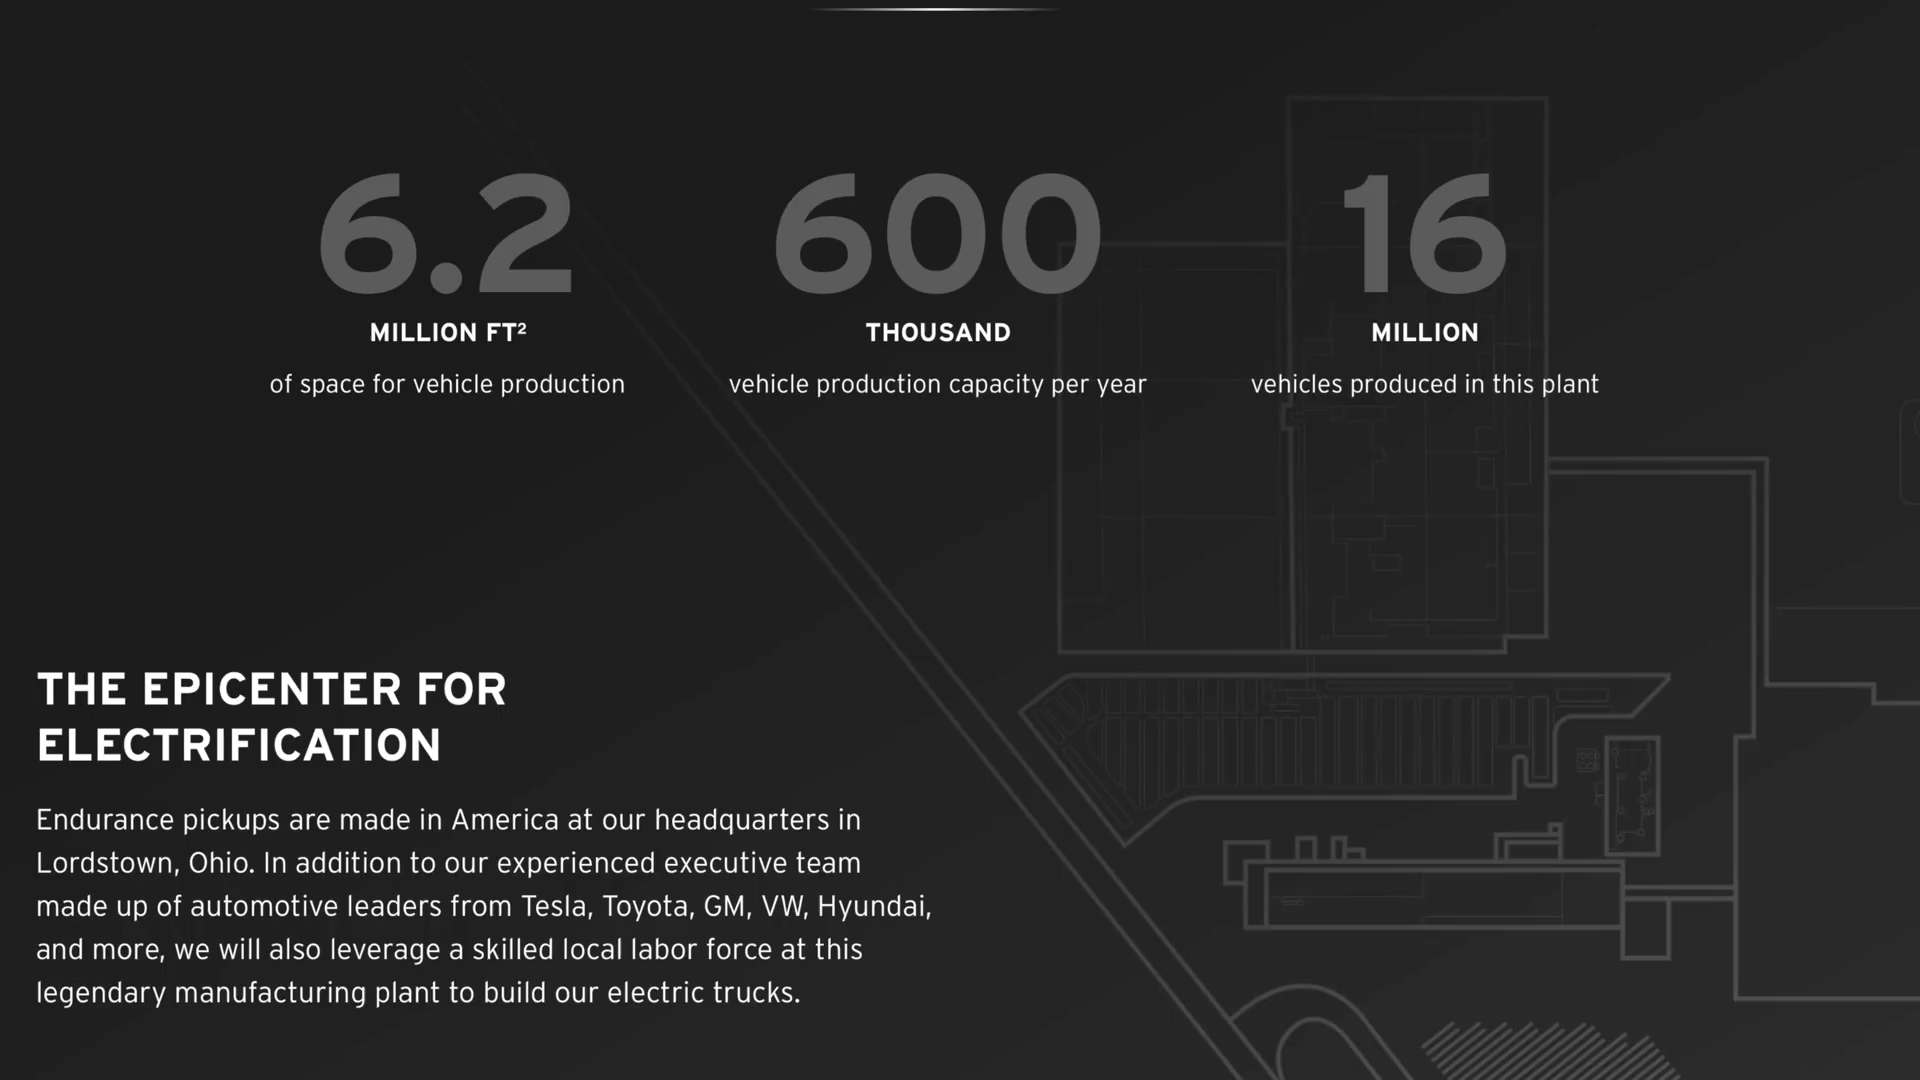 6.2
MILLION FT²
of space for vehicle production
600
THOUSAND
vehicle production capacity per year
16
MILLION
vehicles produced in this plant
THE EPICENTER FOR
ELECTRIFICATION
Endurance pickups are made in America at our headquarters in
Lordstown, Ohio. In addition to our experienced executive team
made up of automotive leaders from Tesla, Toyota, GM, VW, Hyundai,
and more, we will also leverage a skilled local labor force at this
legendary manufacturing plant to build our electric trucks.